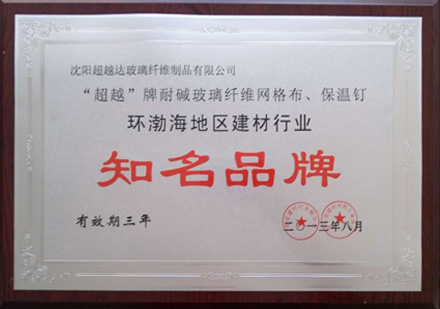 沈阳超越达玻璃纤维制品有限公司
“超越”牌耐碱玻璃纤维网格布、保温钉
环渤海地区建材行业
知名品牌
有效期三年
二〇一三年八月